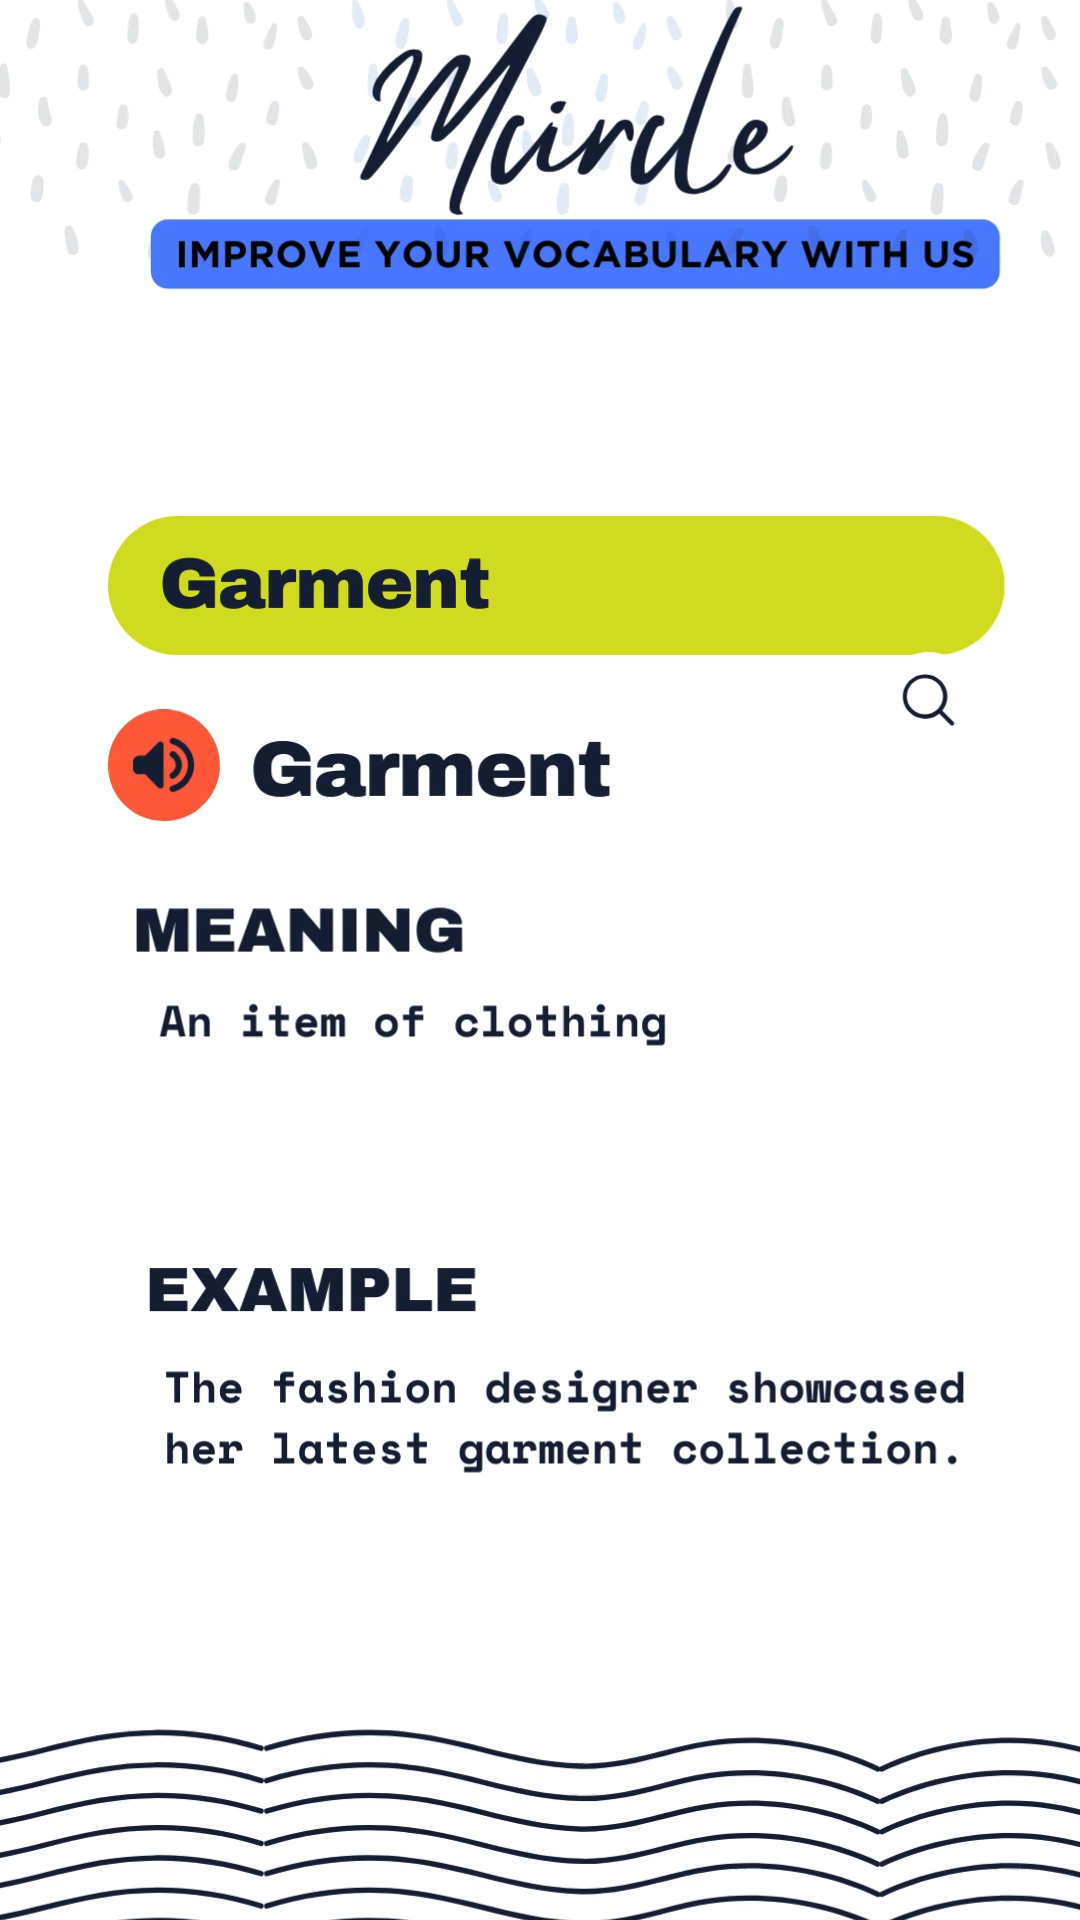 IMPROVE YOUR VOCABULARY WITH US
Garment
Garment
MEANING
An item of clothing
EXAMPLE
The fashion designer showcased
her latest garment collection.